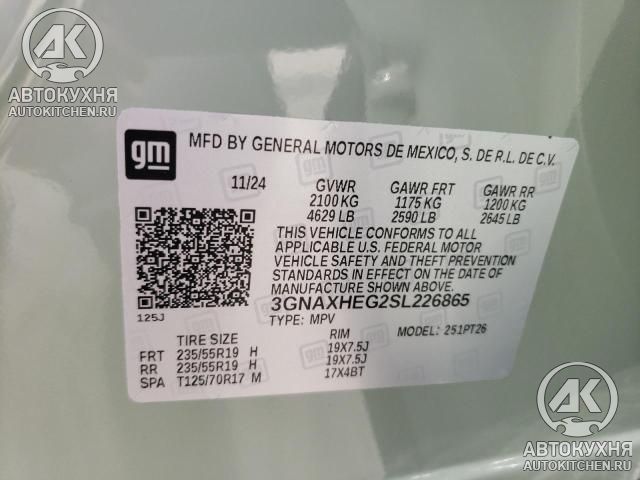 AK
АВТОКУХНЯ
AUTOKITCHEN.RU
gm
MFD BY GENERAL MOTORS DE MEXICO, S. DE R.L. DE C.V.
11/24 GVWR GAWR FRT GAWR RR
2100 KG 1175 KG 1200 KG
4629 LB 2590 LB 2645 LB
THIS VEHICLE CONFORMS TO ALL
APPLICABLE U.S. FEDERAL MOTOR
VEHICLE SAFETY AND THEFT PREVENTION
STANDARDS IN EFFECT ON THE DATE OF
MANUFACTURE SHOWN ABOVE.
3GNAXHEG2SL226865
125J TYPE: MPV MODEL: 251PT26
TIRE SIZE RIM
FRT 235/55R19 H 19X7.5J
RR 235/55R19 H 19X7.5J
SPA T125/70R17 M 17X4BT
AK
АВТОКУХНЯ
AUTOKITCHEN.RU